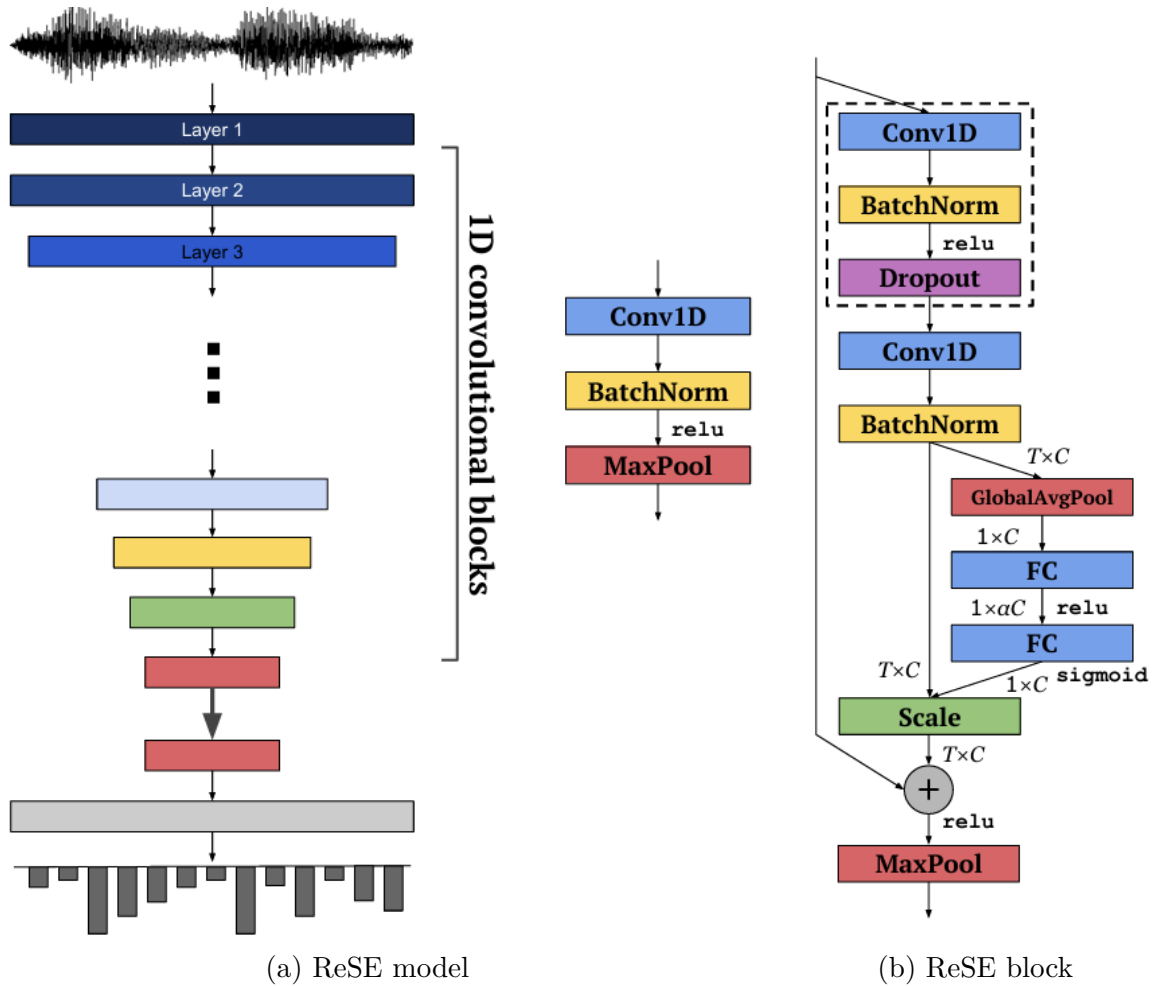 Layer 1
Layer 2
Layer 3
1D convolutional blocks
Conv1D
BatchNorm
relu
MaxPool
Conv1D
BatchNorm
relu
Dropout
Conv1D
BatchNorm
T×C
GlobalAvgPool
1×C
FC
1×αC
relu
FC
sigmoid
T×C
1×C
Scale
T×C
+
relu
MaxPool
(a) ReSE model
(b) ReSE block